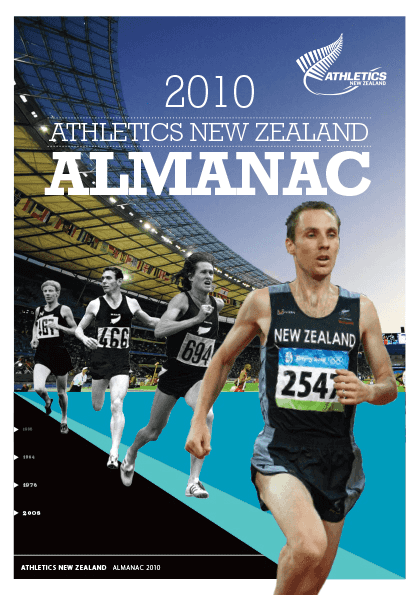 ATHLETICS
NEW ZEALAND
2010
ATHLETICS NEW ZEALAND
ALMANAC
466
694
NEW ZEALAND
2547
1964
1976
2008
ATHLETICS NEW ZEALAND ALMANAC 2010